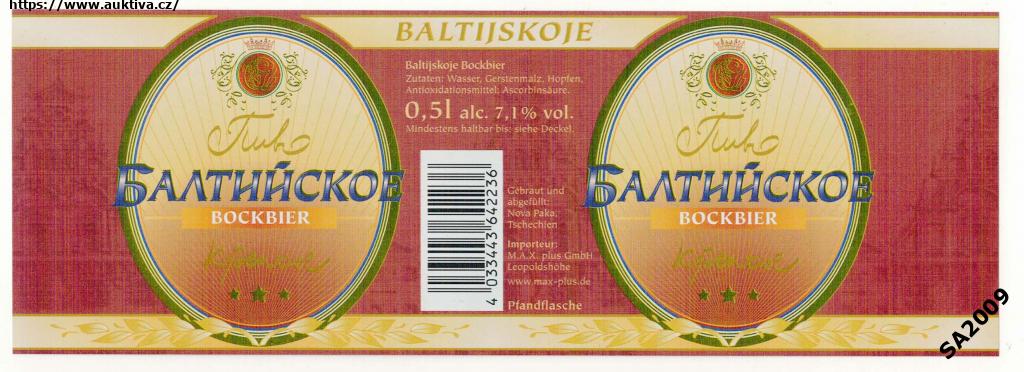 https://www.auktiva.cz/
BALTIJSKOJE
Пиво
БАЛТИЙСКОЕ
BOCKBIER
Крепкое
Baltijskoje Bockbier
Zutaten: Wasser, Gerstenmalz, Hopfen,
Antioxidationsmittel: Ascorbinsäure.
0,5l alc. 7,1% vol.
Mindestens haltbar bis: siehe Deckel.
4 033443 642236
Gebraut und
abgefüllt:
Nova Paka,
Tschechien
Importeur:
M.A.X. plus GmbH
Leopoldshöhe
www.max-plus.de
Pfandflasche
Пиво
БАЛТИЙСКОЕ
BOCKBIER
Крепкое
SA2009